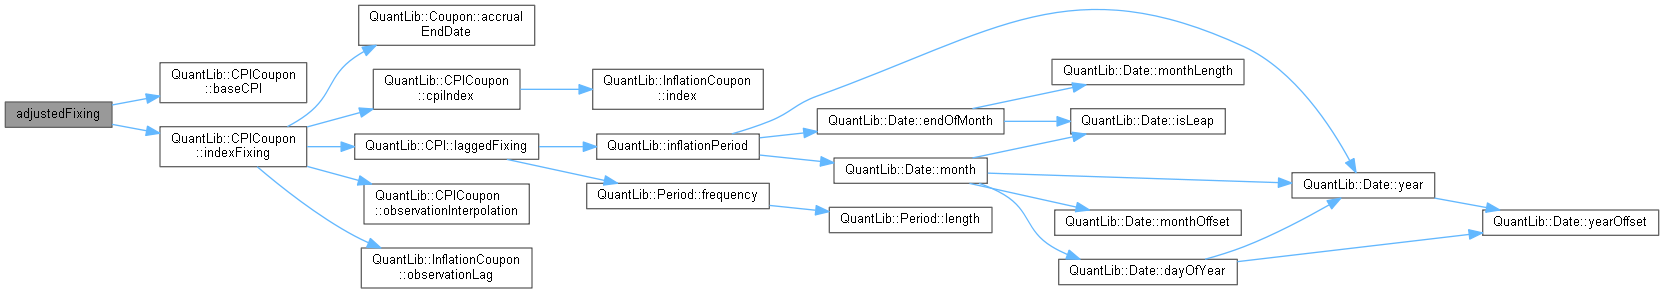 adjustedFixing
QuantLib::CPICoupon
::baseCPI
QuantLib::CPICoupon
::indexFixing
QuantLib::Coupon::accrual
EndDate
QuantLib::CPICoupon
::cpiIndex
QuantLib::CPI::laggedFixing
QuantLib::CPICoupon
::observationInterpolation
QuantLib::InflationCoupon
::observationLag
QuantLib::InflationCoupon
::index
QuantLib::inflationPeriod
QuantLib::Period::frequency
QuantLib::Date::endOfMonth
QuantLib::Date::month
QuantLib::Period::length
QuantLib::Date::monthLength
QuantLib::Date::isLeap
QuantLib::Date::monthOffset
QuantLib::Date::dayOfYear
QuantLib::Date::year
QuantLib::Date::yearOffset